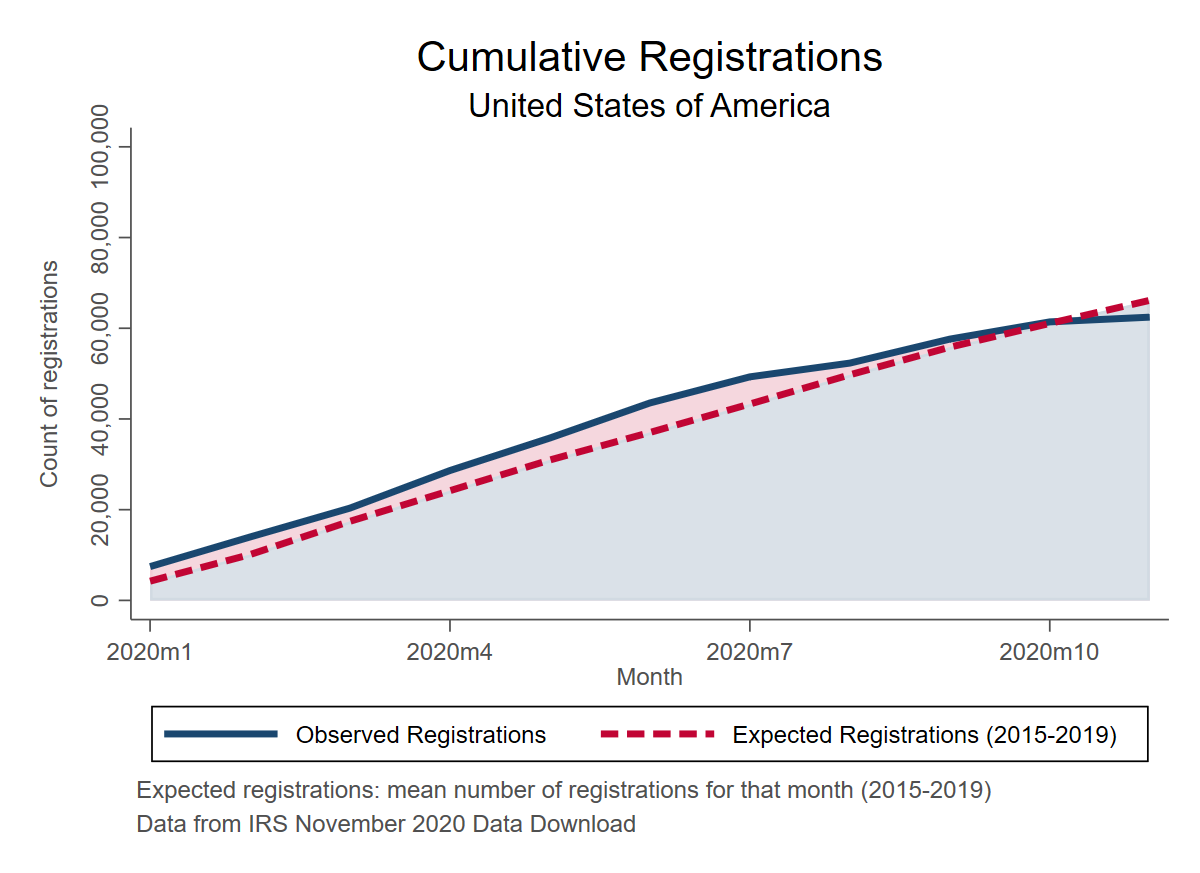 Cumulative Registrations
United States of America
Count of registrations
100,000
80,000
60,000
40,000
20,000
0
2020m1 2020m4 2020m7 2020m10
Month
Observed Registrations Expected Registrations (2015-2019)
Expected registrations: mean number of registrations for that month (2015-2019)
Data from IRS November 2020 Data Download